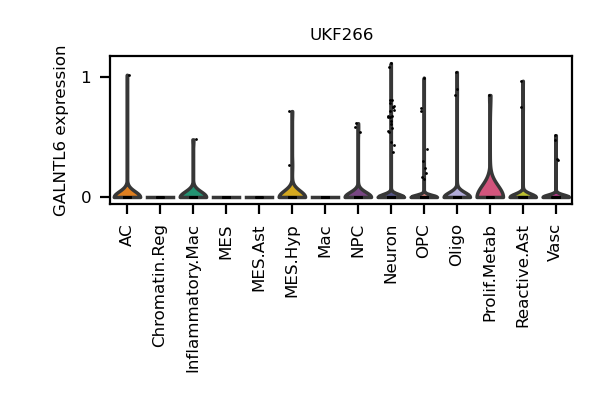 UKF266
GALNTL6 expression
1
0
AC
Chromatin.Reg
Inflammatory.Mac
MES
MES.Ast
MES.Hyp
Mac
NPC
Neuron
OPC
Oligo
Prolif.Metab
Reactive.Ast
Vasc